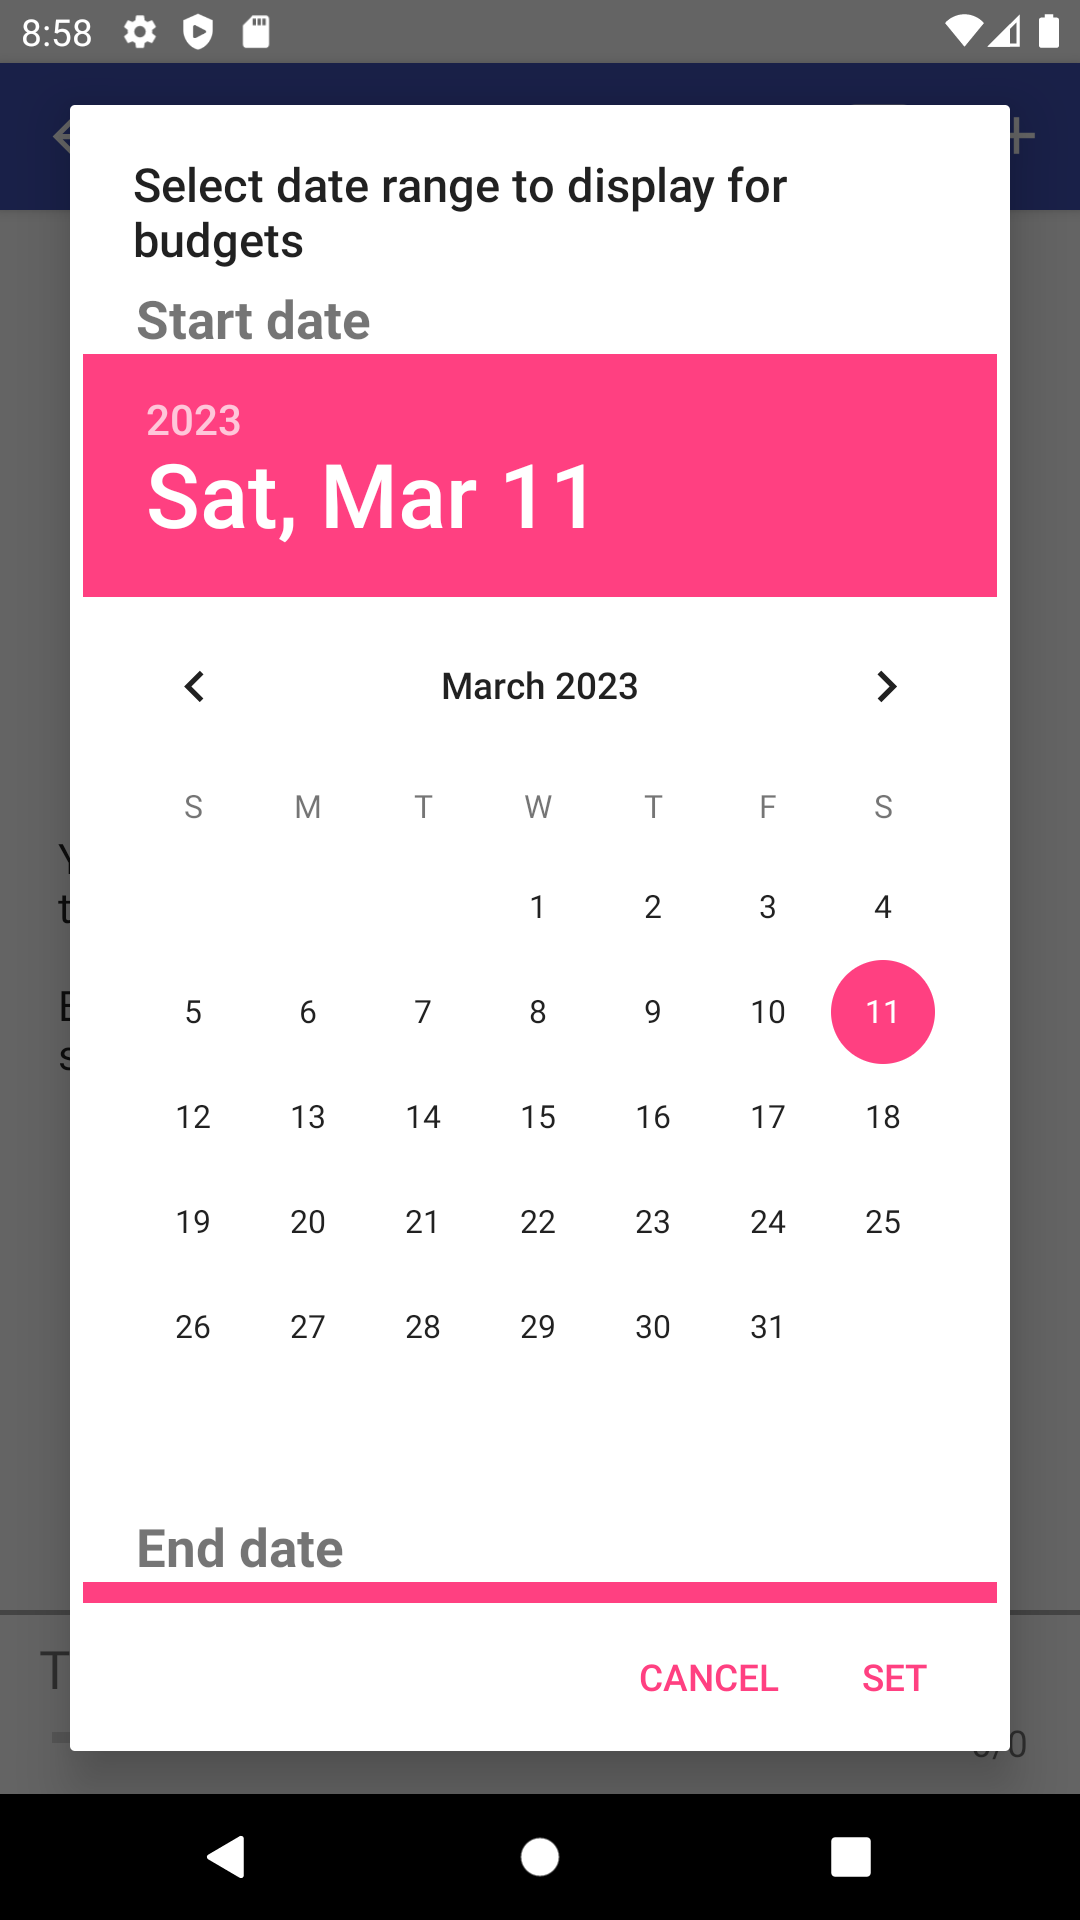 8:58
Select date range to display for
budgets
Start date
2023
Sat, Mar 11
March 2023
S M T W T F S
1 2 3 4
5 6 7 8 9 10 11
12 13 14 15 16 17 18
19 20 21 22 23 24 25
26 27 28 29 30 31
End date
CANCEL SET